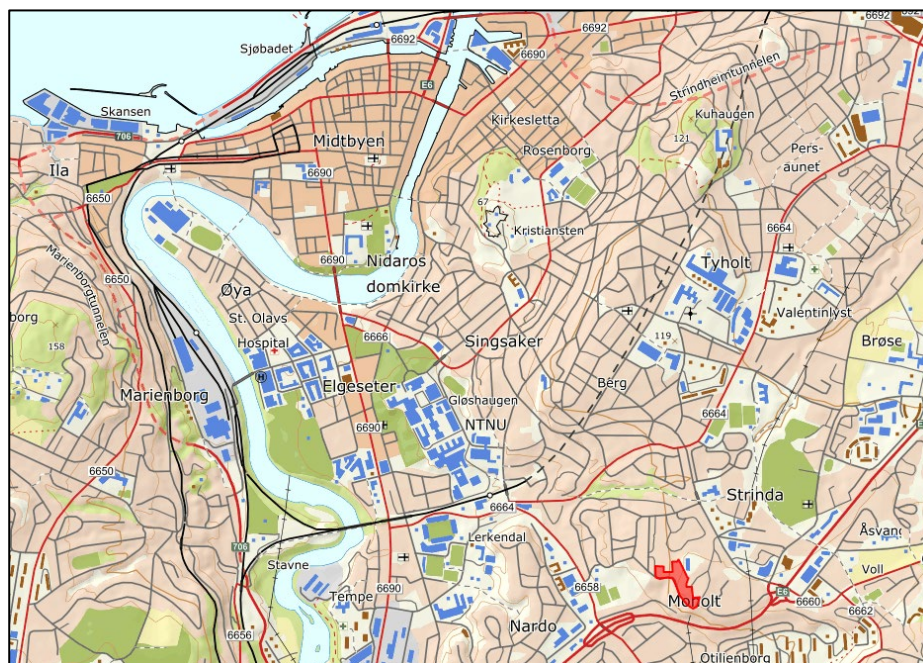 6692
6692
6692
Sjøbadet
6690
Strindheimtunnelen
E6
Skansen
Kuhaugen
Kirkesletta
706
Midtbyen
121
Rosenborg
Pers-
aunet
Ila
6690
6650
67
Kristiansten
6664
Nidaros
domkirke
6690
Tyholt
Marienborgtunnelen
6650
Øya
St. Olavs
Hospital
6666
Singsaker
Valentinlyst
borg
158
119
Brøse
Elgeseter
Berg
Marienborg
Gløshaugen
NTNU
6664
6690
6650
Strinda
6664
Lerkendal
Åsvang
706
Stavne
Voll
Tempe
6690
6658
E6
Moholt
6660
6662
6656
Nardo
Otilienborg